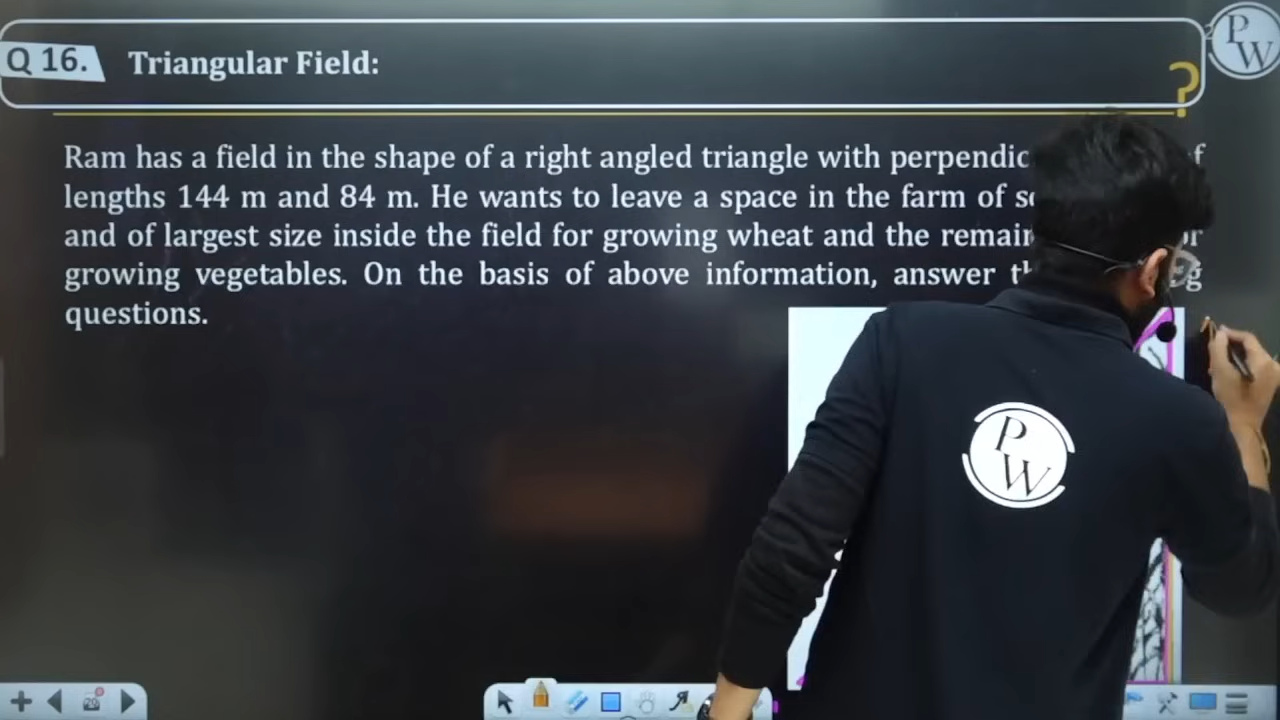 Q 16. Triangular Field:
PW
Ram has a field in the shape of a right angled triangle with
lengths 144 m and 84 m. He wants to leave a space in the farm of
and of largest size inside the field for growing wheat and the
growing vegetables. On the basis of above information, answer
questions.
PW